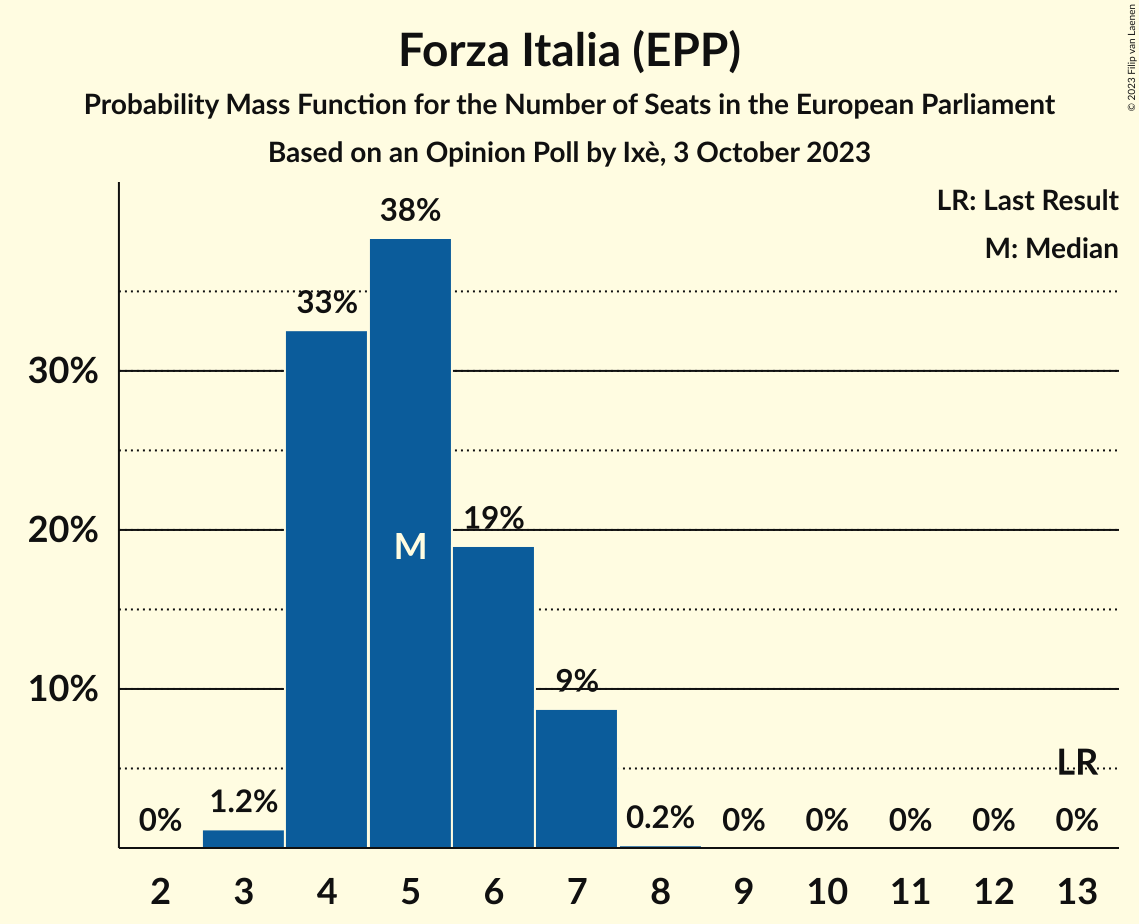 Forza Italia (EPP)
Probability Mass Function for the Number of Seats in the European Parliament
Based on an Opinion Poll by Ixè, 3 October 2023
© 2023 Filip van Laenen
LR: Last Result
M: Median
30%
20%
10%
0%
1.2%
33%
38%
19%
9%
0.2%
0%
0%
0%
0%
0%
M
LR
2 3 4 5 6 7 8 9 10 11 12 13